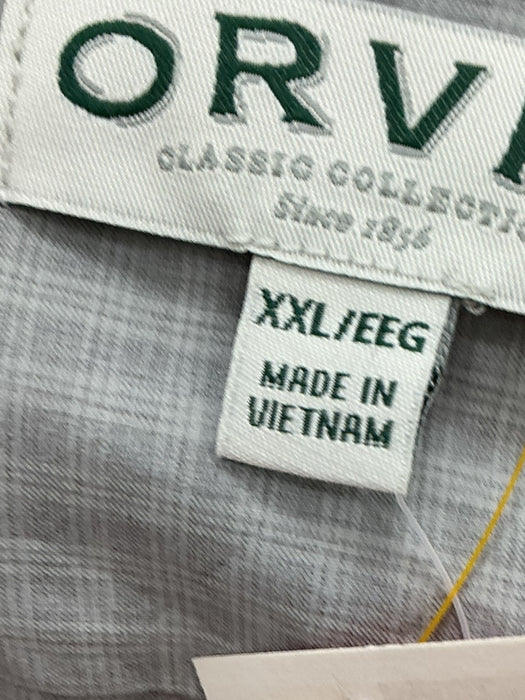 ORVI
CLASSIC COLLECTIO
Since 1856
XXL/EEG
MADE IN
VIETNAM